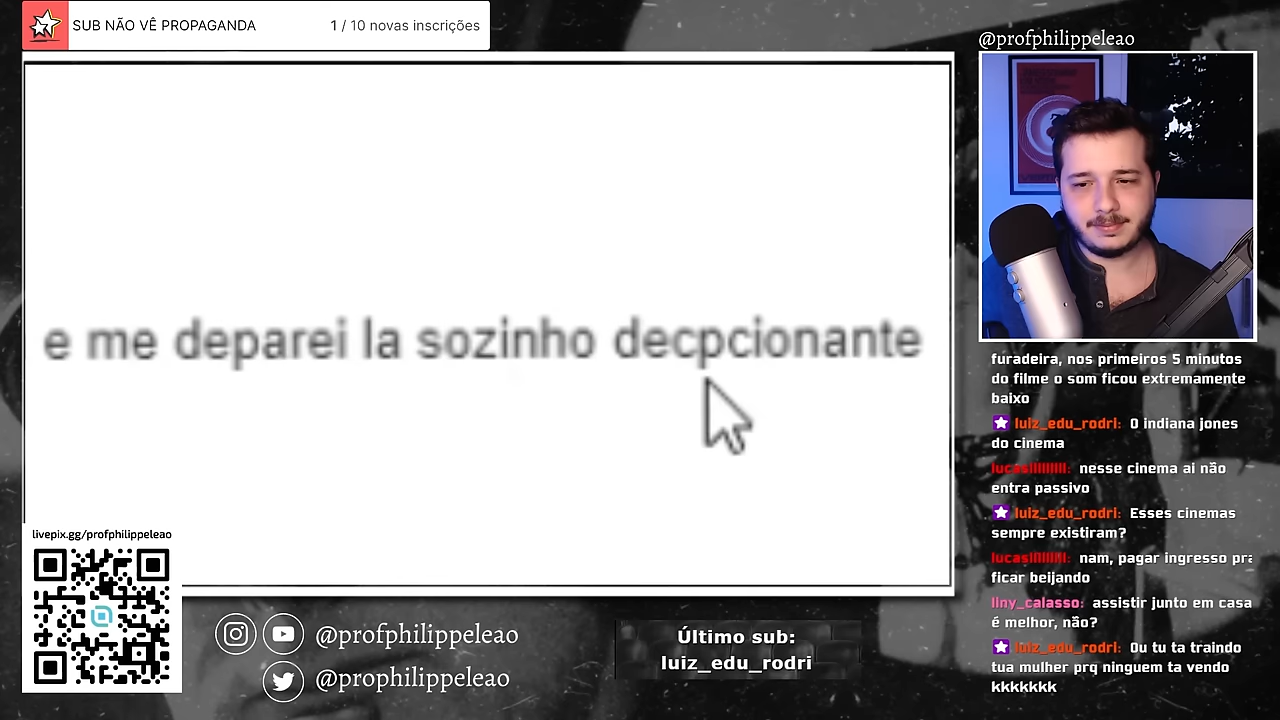 SUB NÃO VÊ PROPAGANDA 1 / 10 novas inscrições
@profphilippeleao
e me deparei la sozinho decpcionante
furadeira, nos primeiros 5 minutos
do filme o som ficou extremamente
baixo
luiz_edu_rodri: O indiana jones
do cinema
nesse cinema ai não
entra passivo
luiz_edu_rodri: Esses cinemas
sempre existiram?
nam, pagar ingresso pra
ficar beijando
liny_calasso: assistir junto em casa
é melhor, não?
luiz_edu_rodri: Ou tu ta traindo
tua mulher prq ninguem ta vendo
kkkkkkk
livepix.gg/profphilippeleao
@profphilippeleao
@prophilippeleao
Último sub:
luiz_edu_rodri